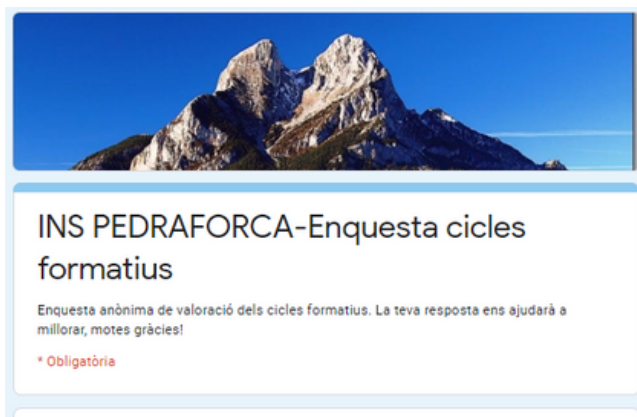 INS PEDRAFORCA-Enquesta cicles
formatius
Enquesta anònima de valoració dels cicles formatius. La teva resposta ens ajudarà a
millorar, motes gràcies!
* Obligatòria